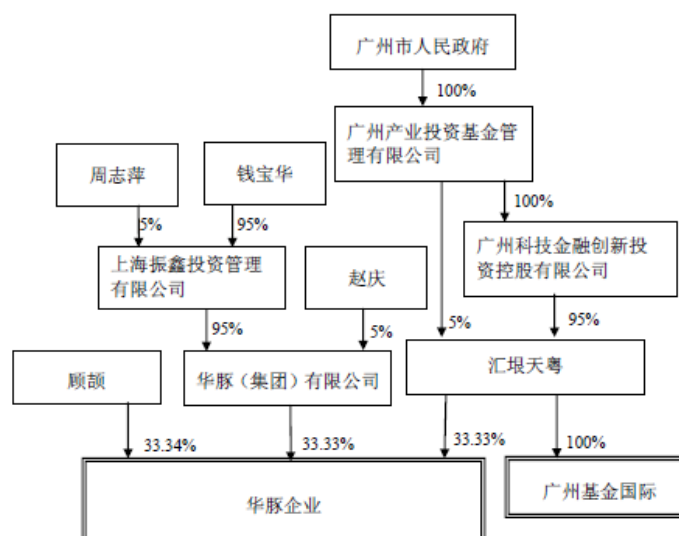 广州市人民政府
100%
广州产业投资基金管
理有限公司
周志萍
钱宝华
100%
5%
95%
广州科技金融创新投
资控股有限公司
上海振鑫投资管理
有限公司
赵庆
95%
5%
5%
95%
顾颉
华豚（集团）有限公司
汇垠天粤
33.34%
33.33%
33.33%
100%
华豚企业
广州基金国际